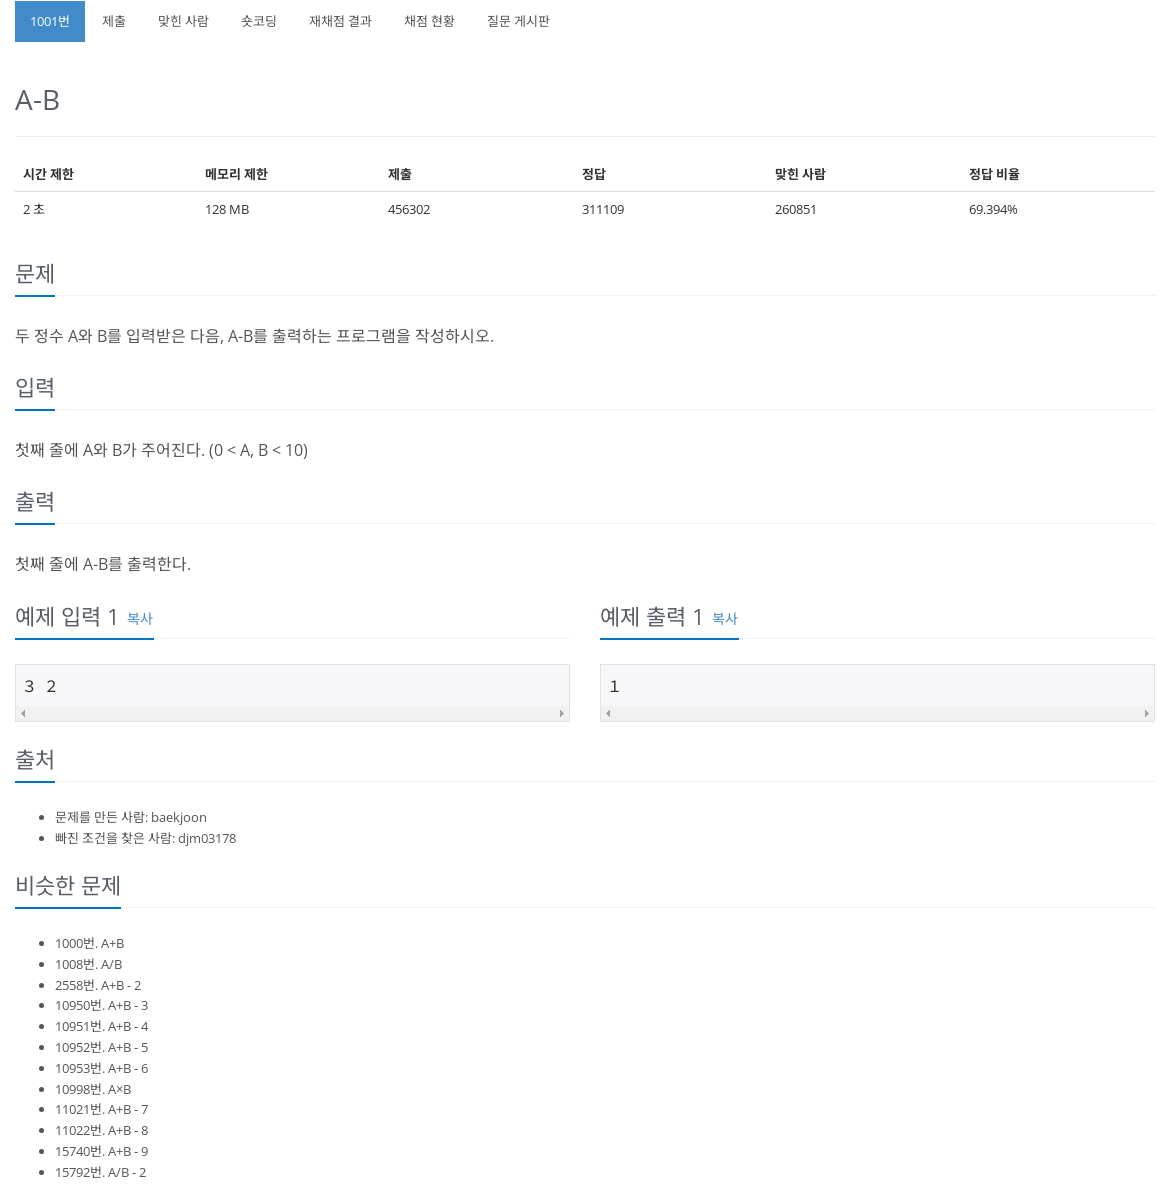 1001번 제출 맞힌 사람 숏코딩 재채점 결과 채점 현황 질문 게시판
A-B
시간 제한 메모리 제한 제출 정답 맞힌 사람 정답 비율
2 초 128 MB 456302 311109 260851 69.394%
문제
두 정수 A와 B를 입력받은 다음, A-B를 출력하는 프로그램을 작성하시오.
입력
첫째 줄에 A와 B가 주어진다. (0 < A, B < 10)
출력
첫째 줄에 A-B를 출력한다.
예제 입력 1 복사
3 2
예제 출력 1 복사
1
출처
문제를 만든 사람: baekjoon
빠진 조건을 찾은 사람: djm03178
비슷한 문제
1000번. A+B
1008번. A/B
2558번. A+B - 2
10950번. A+B - 3
10951번. A+B - 4
10952번. A+B - 5
10953번. A+B - 6
10998번. A×B
11021번. A+B - 7
11022번. A+B - 8
15740번. A+B - 9
15792번. A/B - 2